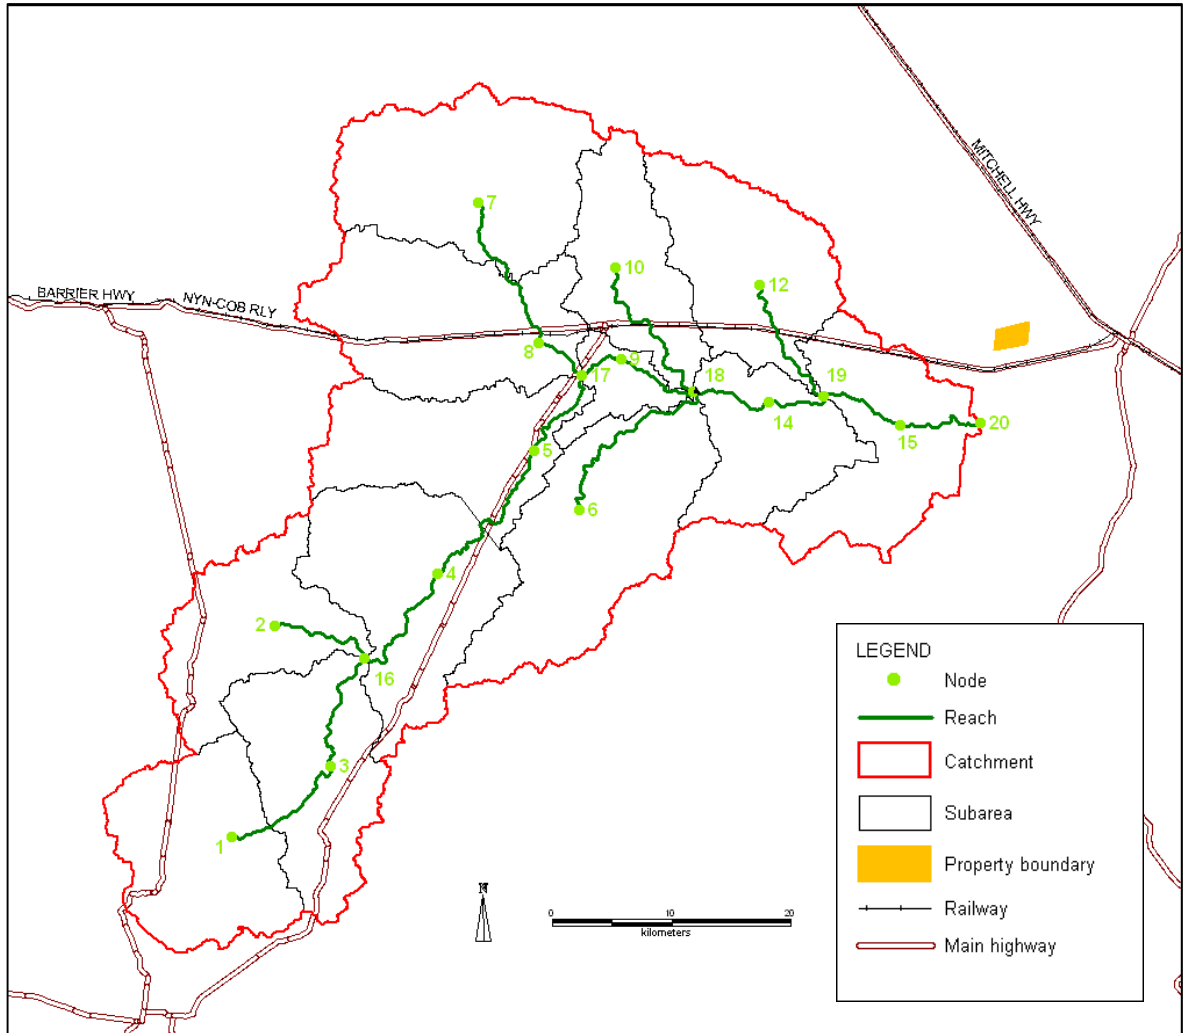 MITCHELL HWY
7
10
12
BARRIER HWY
NYN-COB RLY
8
9
17
18
19
14
15
20
5
6
4
2
16
3
1
N
0
10
20
kilometers
LEGEND
Node
Reach
Catchment
Subarea
Property boundary
Railway
Main highway